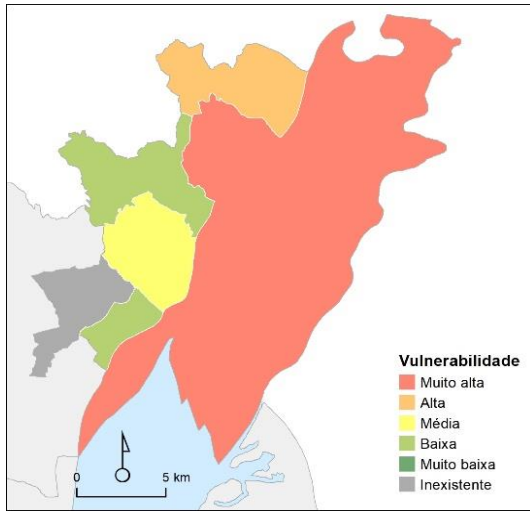 Vulnerabilidade
Muito alta
Alta
Média
Baixa
Muito baixa
Inexistente
0 5 km